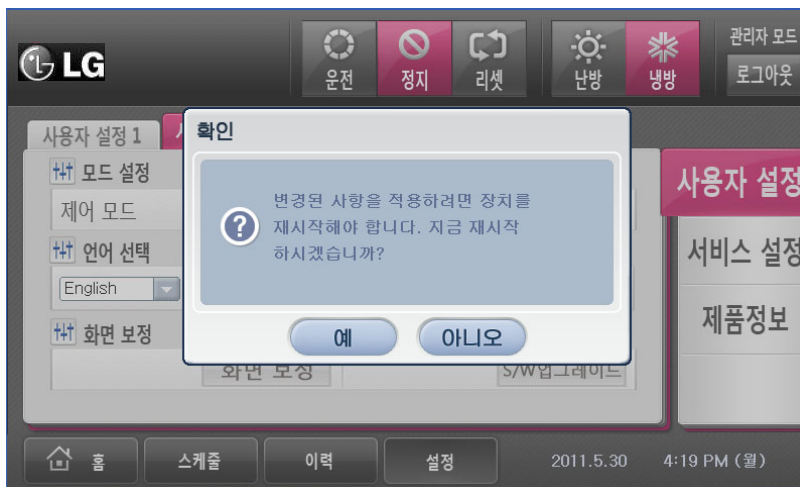 LG
운전
정지
리셋
난방
냉방
관리자 모드
로그아웃
사용자 설정 1
확인
변경된 사항을 적용하려면 장치를
재시작해야 합니다. 지금 재시작
하시겠습니까?
예
아니오
모드 설정
제어 모드
언어 선택
English
화면 보정
화면 보정
S/W업그레이드
사용자 설정
서비스 설정
제품정보
홈
스케줄
이력
설정
2011.5.30
4:19 PM (월)